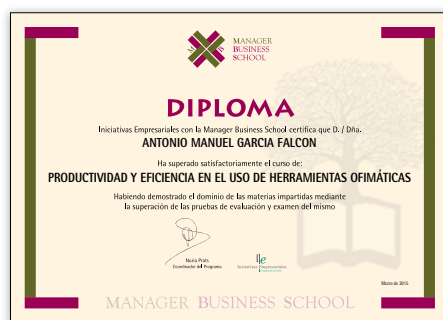 M B
MANAGER
BUSINESS
SCHOOL
DIPLOMA
Iniciativas Empresariales con la Manager Business School certifica que D. / Dña.
ANTONIO MANUEL GARCIA FALCON
Ha superado satisfactoriamente el curso de:
PRODUCTIVIDAD Y EFICIENCIA EN EL USO DE HERRAMIENTAS OFIMÁTICAS
Habiendo demostrado el dominio de las materias impartidas mediante
la superación de las pruebas de evaluación y examen del mismo
Nuria Prats
Coordinador del Programa
Iniciativas Empresariales
Marzo de 2015
MANAGER BUSINESS SCHOOL